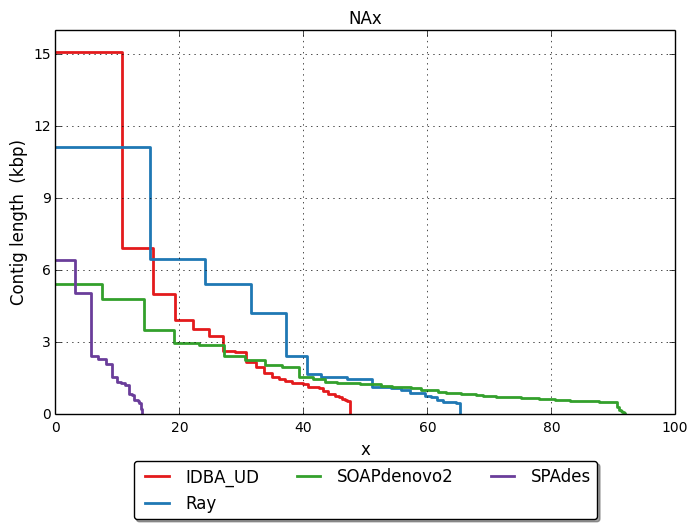 NAx
15
12
9
6
3
0
Contig length (kbp)
0 20 40 60 80 100
x
IDBA_UD SOAPdenovo2 SPAdes
Ray